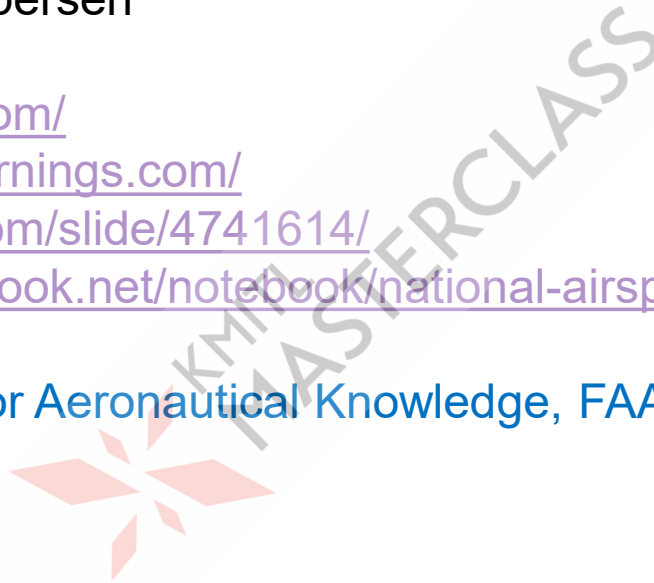 persen
om/
rnings.com/
om/slide/4741614/
ook.net/notebook/national-airsp
or Aeronautical Knowledge, FAA
KMITL
MASTERCLASS